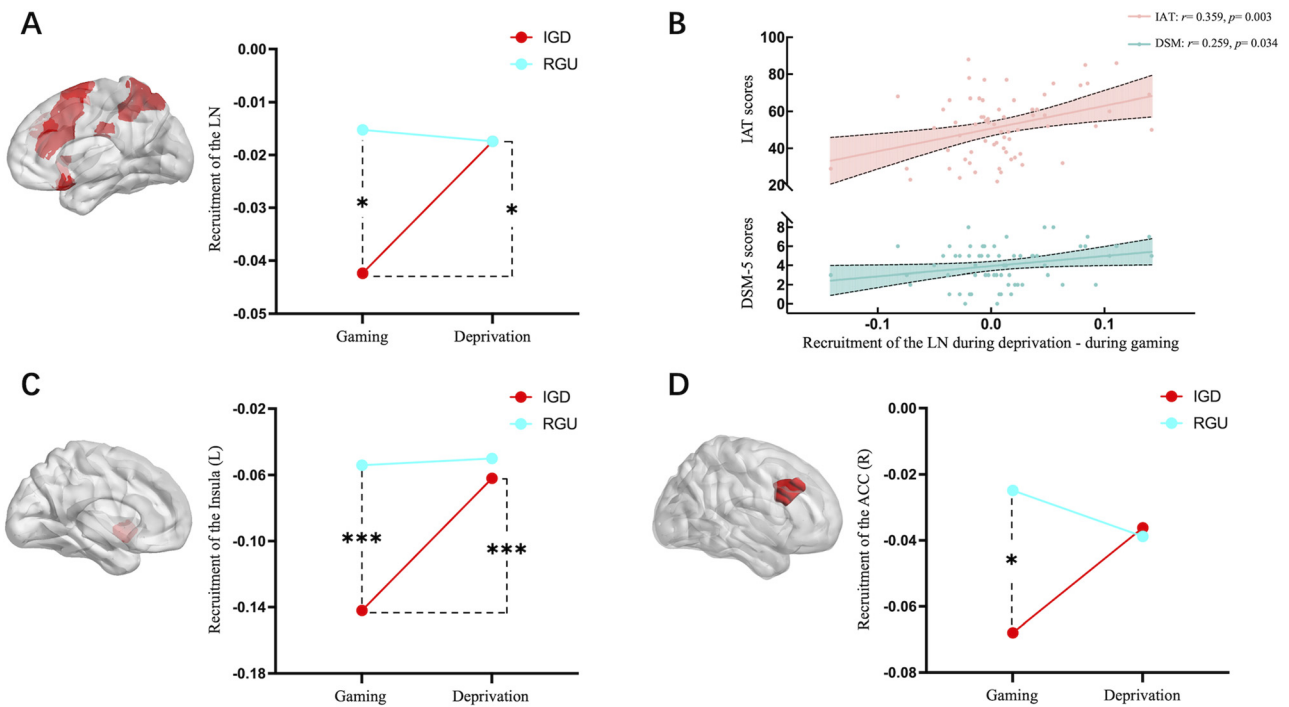 A
IGD
RGU
0.00
-0.01
-0.02
-0.03
-0.04
-0.05
Recruitment of the LN
*
*
Gaming
Deprivation
B
IAT: r= 0.359, p= 0.003
DSM: r= 0.259, p= 0.034
100
80
60
40
20
IAT scores
8
6
4
2
0
DSM-5 scores
-0.1
0.0
0.1
Recruitment of the LN during deprivation - during gaming
C
IGD
RGU
-0.02
-0.06
-0.10
-0.14
-0.18
Recruitment of the Insula (L)
***
***
Gaming
Deprivation
D
IGD
RGU
0.00
-0.02
-0.04
-0.06
-0.08
Recruitment of the ACC (R)
*
Gaming
Deprivation